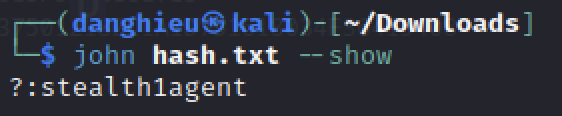 ┌──(danghieu㉿kali)-[~/Downloads]
└─$ john hash.txt --show
?:stealth1agent